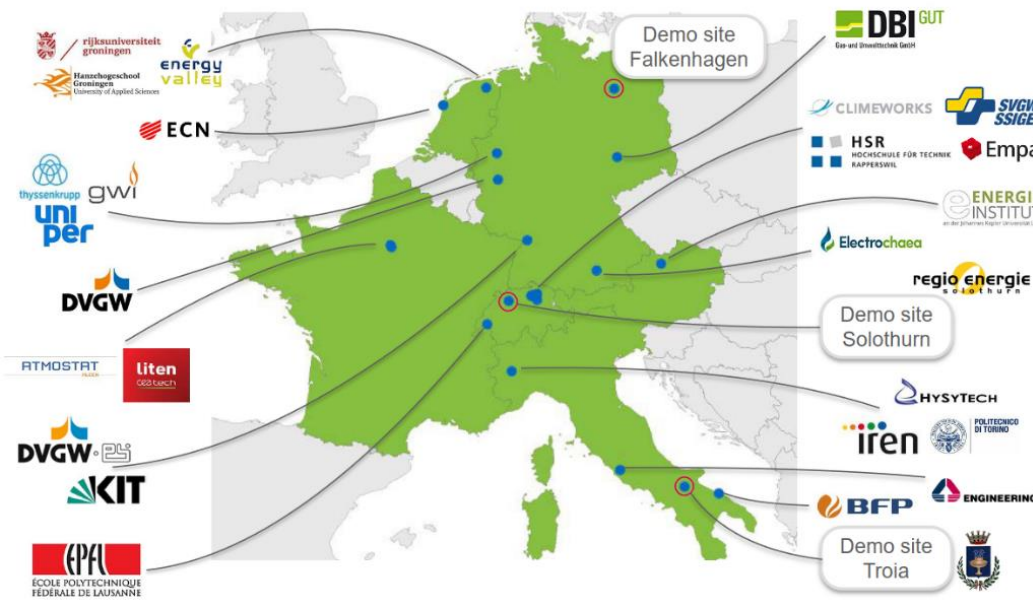 rijksuniversiteit
groningen
Hanzehogeschool
Groningen
University of Applied Sciences
energy
valley
ECN
thyssenkrupp
gwi
uni
per
DVGW
ATMOSTAT
liten
DVGW
KIT
EPFL
ÉCOLE POLYTECHNIQUE
FÉDÉRALE DE LAUSANNE
Demo site
Falkenhagen
DBI GUT
Gas- und Umwelttechnik GmbH
CLIMEWORKS
SVGW
SSIGE
HSR
HOCHSCHULE FÜR TECHNIK
RAPPERSWIL
Empa
ENERGIE
INSTITUT
Electrochaea
regio energie
solothurn
Demo site
Solothurn
HYSYTECH
iren
POLITECNICO
DI TORINO
ENGINEERING
BFP
Demo site
Troia